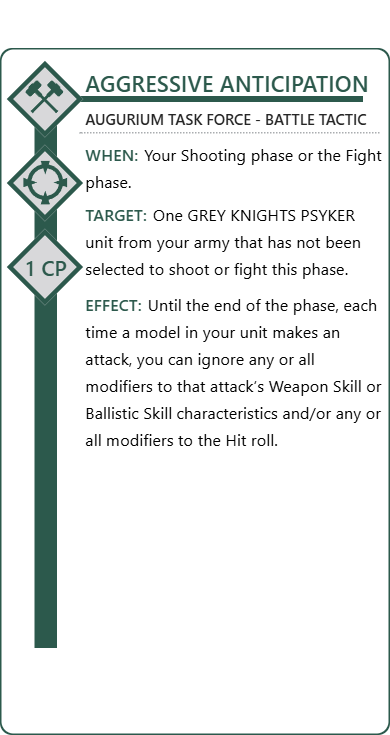 AGGRESSIVE ANTICIPATION
AUGURIUM TASK FORCE - BATTLE TACTIC
WHEN: Your Shooting phase or the Fight
phase.
TARGET: One GREY KNIGHTS PSYKER
unit from your army that has not been
selected to shoot or fight this phase.
1 CP
EFFECT: Until the end of the phase, each
time a model in your unit makes an
attack, you can ignore any or all
modifiers to that attack’s Weapon Skill or
Ballistic Skill characteristics and/or any or
all modifiers to the Hit roll.